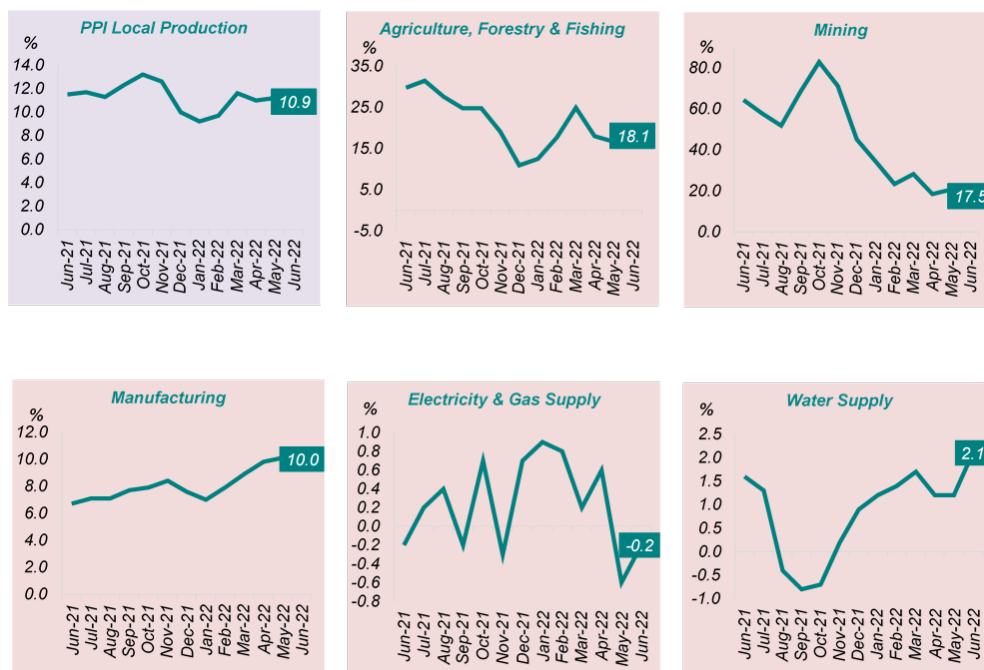 PPI Local Production
%
14.0
12.0
10.0
8.0
6.0
4.0
2.0
0.0
10.9
Jun-21
Jul-21
Aug-21
Sep-21
Oct-21
Nov-21
Dec-21
Jan-22
Feb-22
Mar-22
Apr-22
May-22
Jun-22
Agriculture, Forestry & Fishing
%
35.0
25.0
15.0
5.0
-5.0
18.1
Jun-21
Jul-21
Aug-21
Sep-21
Oct-21
Nov-21
Dec-21
Jan-22
Feb-22
Mar-22
Apr-22
May-22
Jun-22
Mining
%
80.0
60.0
40.0
20.0
0.0
17.5
Jun-21
Jul-21
Aug-21
Sep-21
Oct-21
Nov-21
Dec-21
Jan-22
Feb-22
Mar-22
Apr-22
May-22
Jun-22
Manufacturing
%
12.0
10.0
8.0
6.0
4.0
2.0
0.0
10.0
Jun-21
Jul-21
Aug-21
Sep-21
Oct-21
Nov-21
Dec-21
Jan-22
Feb-22
Mar-22
Apr-22
May-22
Jun-22
Electricity & Gas Supply
%
1.0
0.8
0.6
0.4
0.2
0.0
-0.2
-0.4
-0.6
-0.8
-0.2
Jun-21
Jul-21
Aug-21
Sep-21
Oct-21
Nov-21
Dec-21
Jan-22
Feb-22
Mar-22
Apr-22
May-22
Jun-22
Water Supply
%
2.5
2.0
1.5
1.0
0.5
0.0
-0.5
-1.0
2.1
Jun-21
Jul-21
Aug-21
Sep-21
Oct-21
Nov-21
Dec-21
Jan-22
Feb-22
Mar-22
Apr-22
May-22
Jun-22